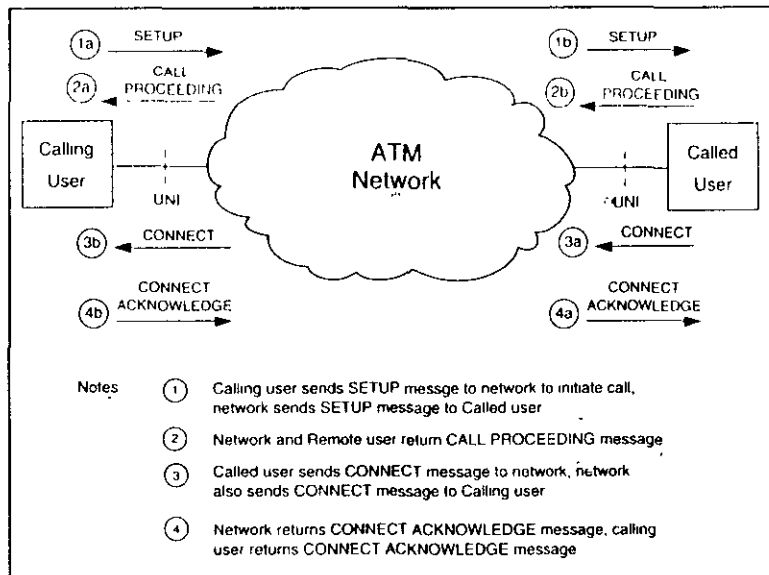 1a SETUP
1b SETUP
2a CALL
PROCEEDING
2b CALL
PROCEEDING
Calling
User
UNI
ATM
Network
UNI
Called
User
3b CONNECT
3a CONNECT
4b CONNECT
ACKNOWLEDGE
4a CONNECT
ACKNOWLEDGE
Notes
1 Calling user sends SETUP messge to network to initiate call,
network sends SETUP message to Called user
2 Network and Remote user return CALL PROCEEDING message
3 Called user sends CONNECT message to network, network
also sends CONNECT message to Calling user
4 Network returns CONNECT ACKNOWLEDGE message, calling
user returns CONNECT ACKNOWLEDGE message